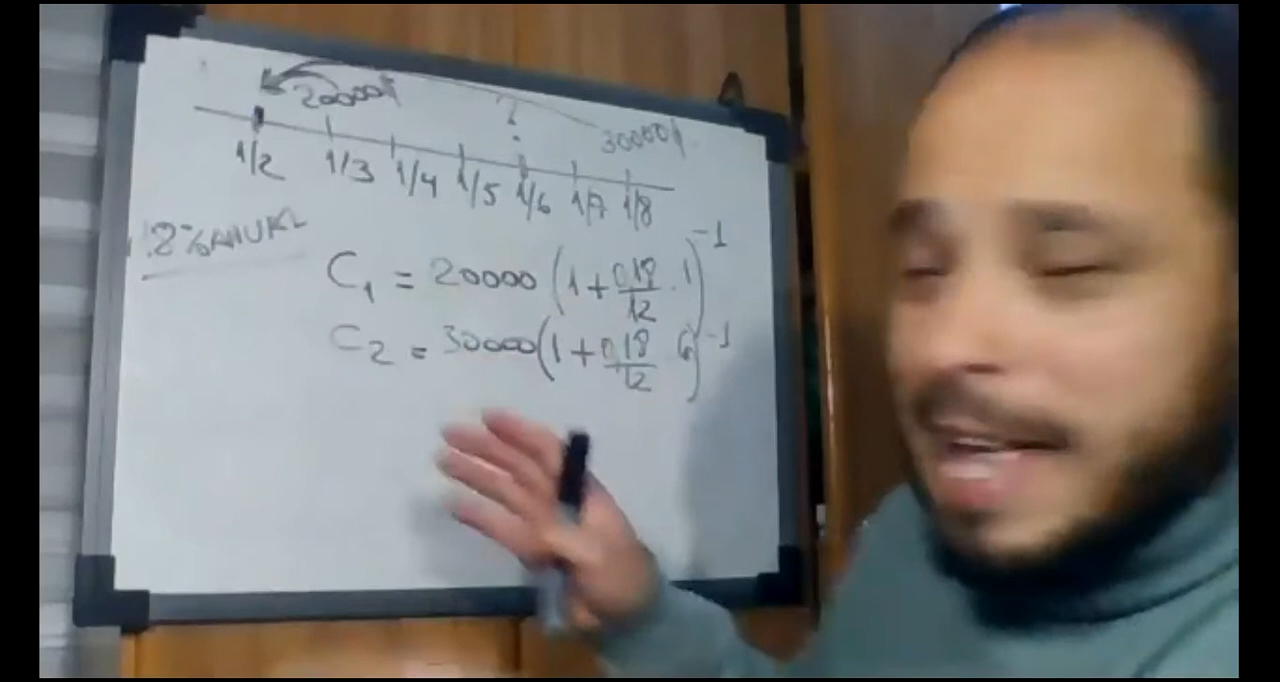 20000$
?
30000$
1/2 1/3 1/4 1/5 1/6 1/7 1/8
18% ANUAL
C₁ = 20000 (1 + 0,18/12 · 1)⁻¹
C₂ = 30000 (1 + 0,18/12 · 6)⁻¹